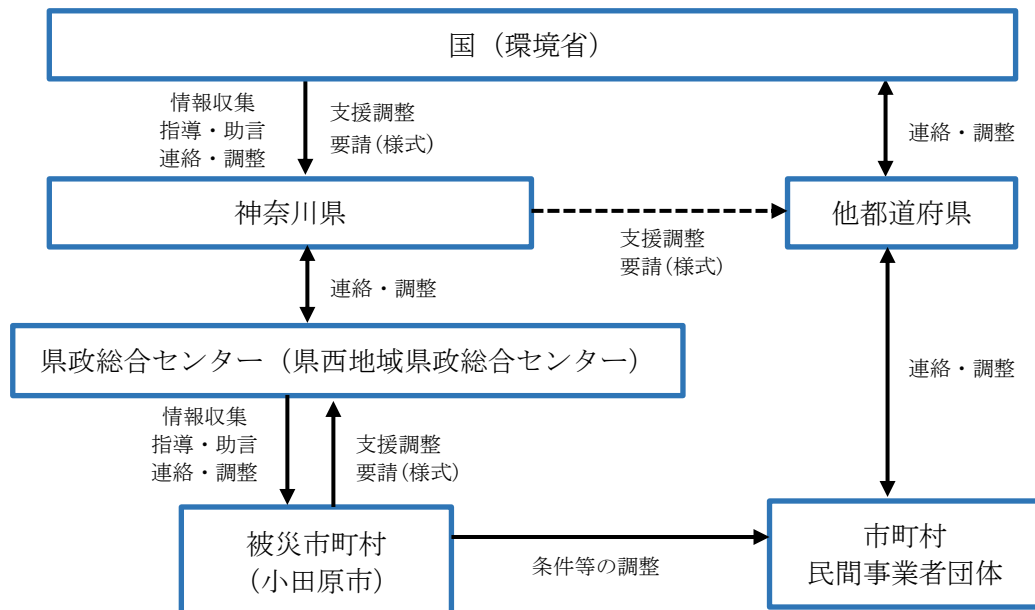 国（環境省）
情報収集
指導・助言
連絡・調整
支援調整
要請(様式)
連絡・調整
神奈川県
他都道府県
支援調整
要請(様式)
連絡・調整
県政総合センター（県西地域県政総合センター）
連絡・調整
情報収集
指導・助言
連絡・調整
支援調整
要請(様式)
被災市町村
（小田原市）
条件等の調整
市町村
民間事業者団体